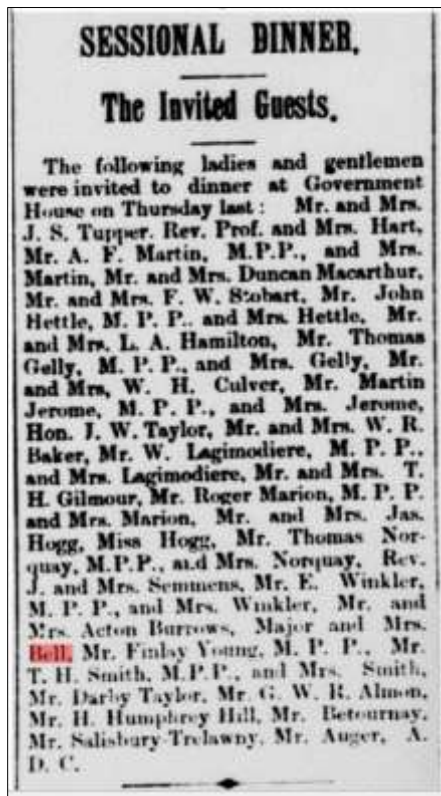 SESSIONAL DINNER.
The Invited Guests.
The following ladies and gentlemen
were invited to dinner at Government
House on Thursday last: Mr. and Mrs.
J. S. Tupper. Rev. Prof. and Mrs. Hart,
Mr. A. F. Martin, M.P.P., and Mrs.
Martin, Mr. and Mrs. Duncan Macarthur,
Mr. and Mrs. F. W. Stobart, Mr. John
Hettle, M. P. P.. and Mrs. Hettle, Mr.
and Mrs. L. A. Hamilton, Mr. Thomas
Gelly, M. P. P., and Mrs. Gelly, Mr.
and Mrs, W. H. Culver, Mr. Martin
Jerome, M. P. P., and Mrs. Jerome,
Hon. J. W. Taylor, Mr. and Mrs. W. R.
Baker, Mr. W. Lagimodiere, M. P. P.,
and Mrs. Lagimodiere, Mr. and Mrs. T.
H. Gilmour, Mr. Roger Marion, M. P. P.
and Mrs. Marion, Mr. and Mrs. Jas.
Hogg, Miss Hogg, Mr. Thomas Nor-
quay, M.P.P., and Mrs. Norquay, Rev.
J. and Mrs. Semmens, Mr. E. Winkler,
M. P. P., and Mrs. Winkler, Mr. and
Mrs. Acton Burrows, Major and Mrs.
Bell, Mr. Finlay Young, M. P. P., Mr.
T. H. Smith, M.P.P., and Mrs. Smith,
Mr. Darby Taylor, Mr. G. W. R. Almon,
Mr. H. Humphrey Hill, Mr. Betournay,
Mr. Salisbury-Trelawny, Mr. Auger, A.
D. C.